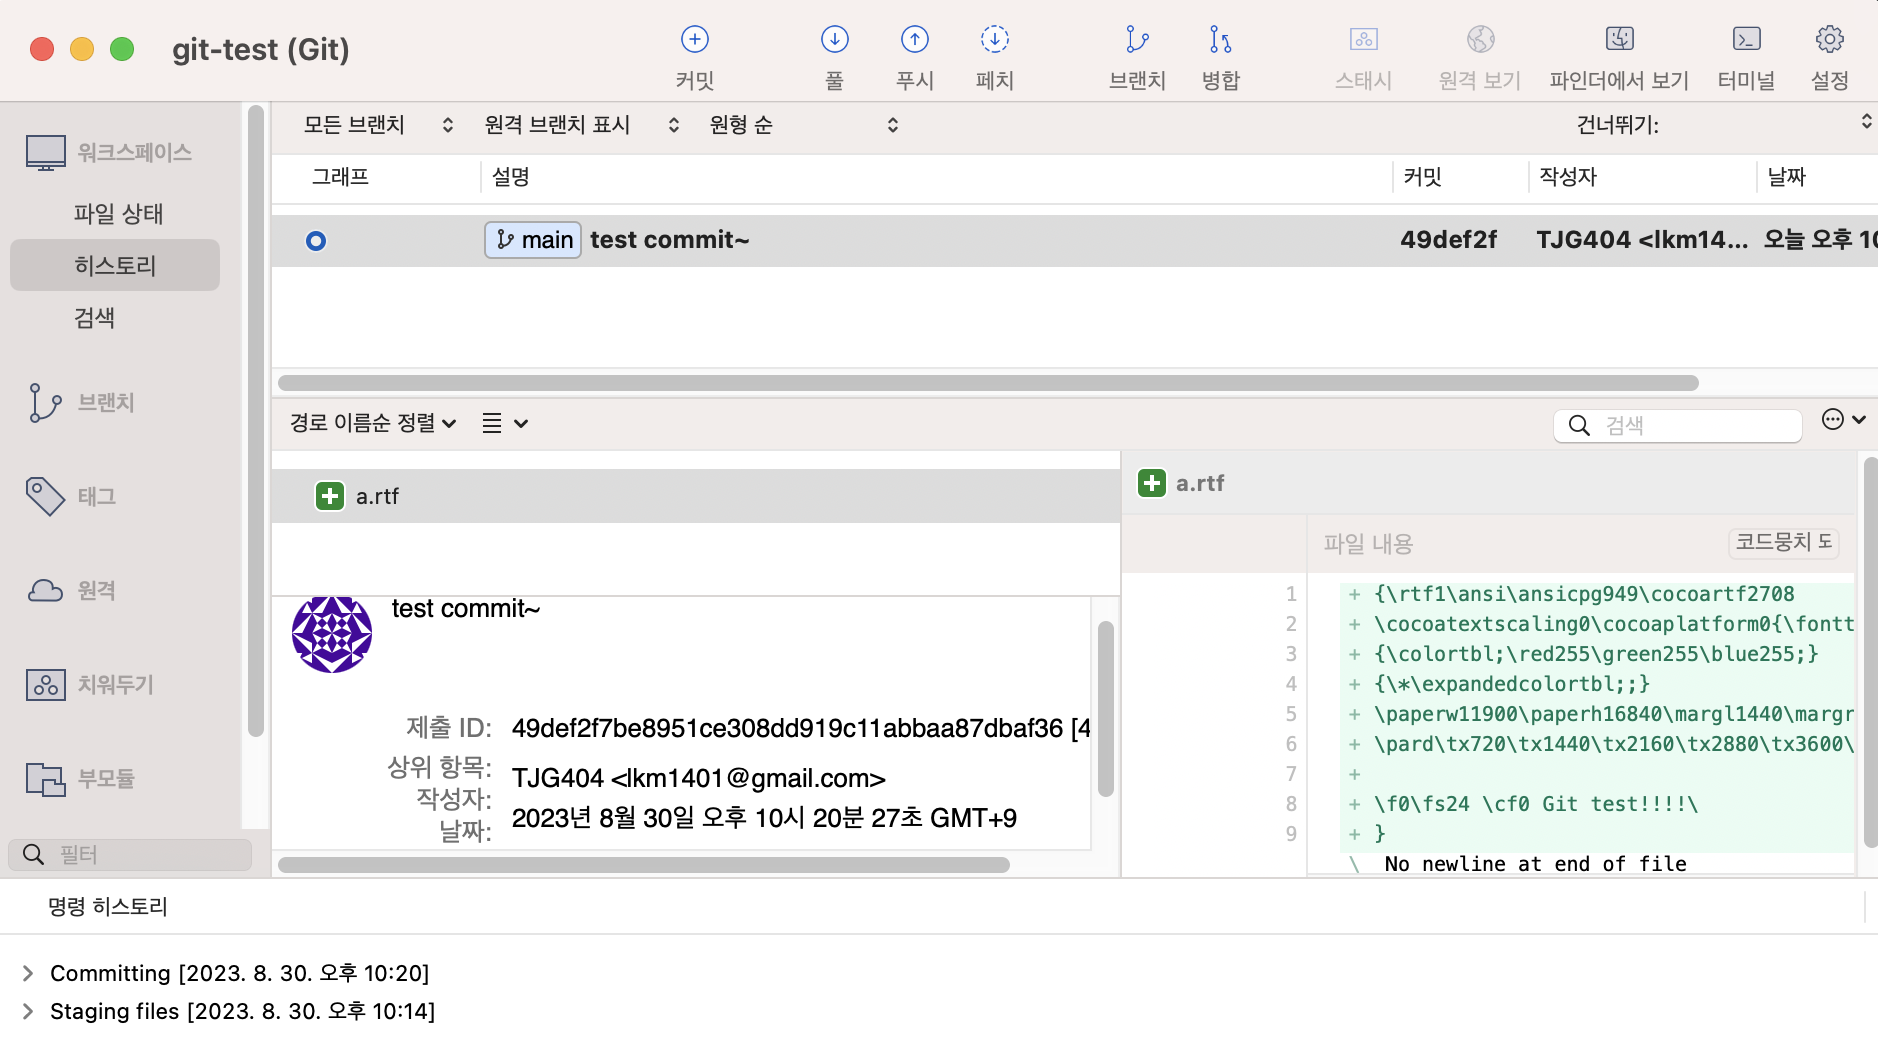 git-test (Git)
커밋
풀
푸시
페치
브랜치
병합
스태시
원격 보기
파인더에서 보기
터미널
설정
워크스페이스
파일 상태
히스토리
검색
브랜치
태그
원격
치워두기
부모듈
필터
모든 브랜치
원격 브랜치 표시
원형 순
건너뛰기:
그래프
설명
커밋
작성자
날짜
main test commit~
49def2f
TJG404 <lkm14...
오늘 오후 10
경로 이름순 정렬
검색
a.rtf
test commit~
제출 ID: 49def2f7be8951ce308dd919c11abbaa87dbaf36 [4
상위 항목:
작성자: TJG404 <lkm1401@gmail.com>
날짜: 2023년 8월 30일 오후 10시 20분 27초 GMT+9
a.rtf
파일 내용
코드뭉치 도
1 + {\rtf1\ansi\ansicpg949\cocoartf2708
2 + \cocoatextscaling0\cocoaplatform0{\fontt
3 + {\colortbl;\red255\green255\blue255;}
4 + {\*\expandedcolortbl;;}
5 + \paperw11900\paperh16840\margl1440\margr
6 + \pard\tx720\tx1440\tx2160\tx2880\tx3600\
7 +
8 + \f0\fs24 \cf0 Git test!!!!\
9 + }
\ No newline at end of file
명령 히스토리
Committing [2023. 8. 30. 오후 10:20]
Staging files [2023. 8. 30. 오후 10:14]